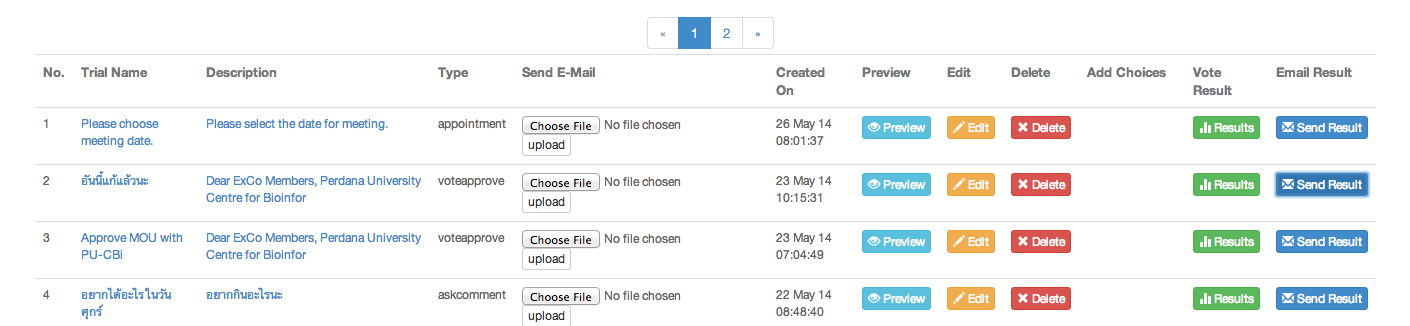 « 1 2 »
No. Trial Name Description Type Send E-Mail Created Preview Edit Delete Add Choices Vote Email Result
On Result
1 Please choose Please select the date for meeting. appointment Choose File No file chosen 26 May 14 Preview Edit Delete Results Send Result
meeting date. upload 08:01:37
2 อันนี้แก้แล้วนะ Dear ExCo Members, Perdana University voteapprove Choose File No file chosen 23 May 14 Preview Edit Delete Results Send Result
Centre for Bioinfor upload 10:15:31
3 Approve MOU with Dear ExCo Members, Perdana University voteapprove Choose File No file chosen 23 May 14 Preview Edit Delete Results Send Result
PU-CBi Centre for Bioinfor upload 07:04:49
4 อยากได้อะไรในวัน อยากกินอะไรนะ askcomment Choose File No file chosen 22 May 14 Preview Edit Delete Results Send Result
ศุกร์ upload 08:48:40